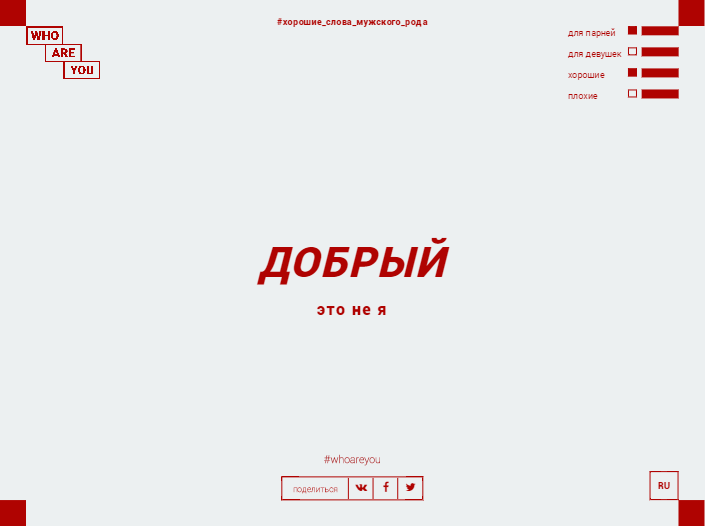 #хорошие_слова_мужского_рода
WHO
ARE
YOU
для парней
для девушек
хорошие
плохие
ДОБРЫЙ
это не я
#whoareyou
поделиться
RU